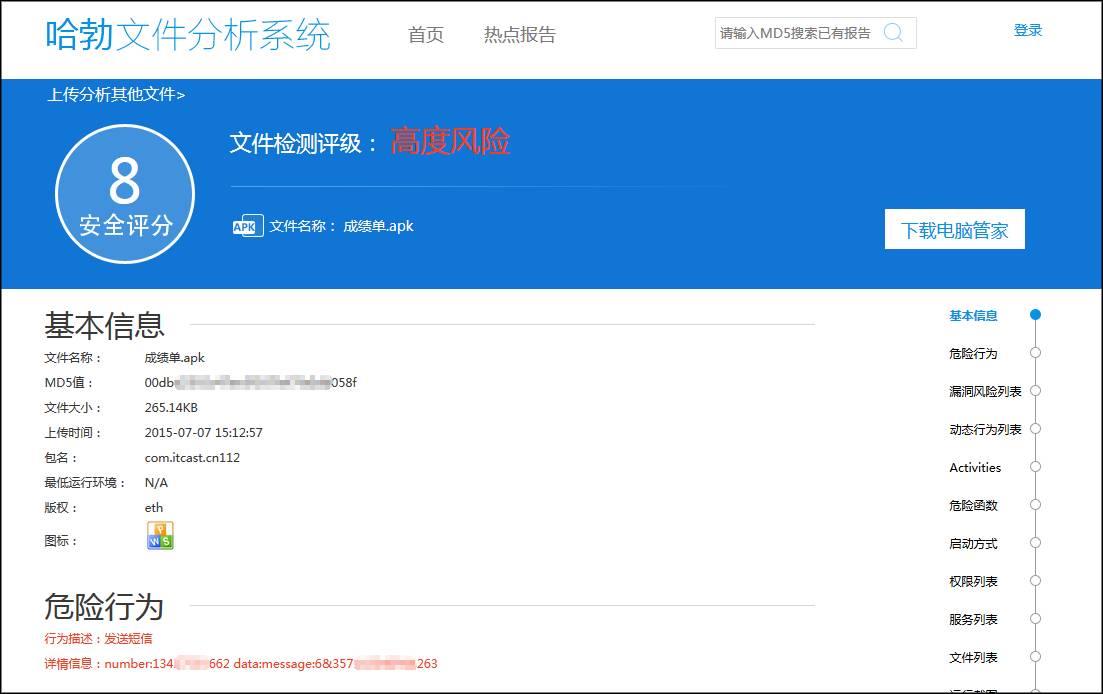 哈勃文件分析系统
首页
热点报告
请输入MD5搜索已有报告
登录
上传分析其他文件>
8
安全评分
文件检测评级：高度风险
APK 文件名称：成绩单.apk
下载电脑管家
基本信息
文件名称：成绩单.apk
MD5值：00db 058f
文件大小：265.14KB
上传时间：2015-07-07 15:12:57
包名：com.itcast.cn112
最低运行环境：N/A
版权：eth
图标：
P
W S
危险行为
行为描述：发送短信
详情信息：number:134 662 data:message:6&357 263
基本信息
危险行为
漏洞风险列表
动态行为列表
Activities
危险函数
启动方式
权限列表
服务列表
文件列表